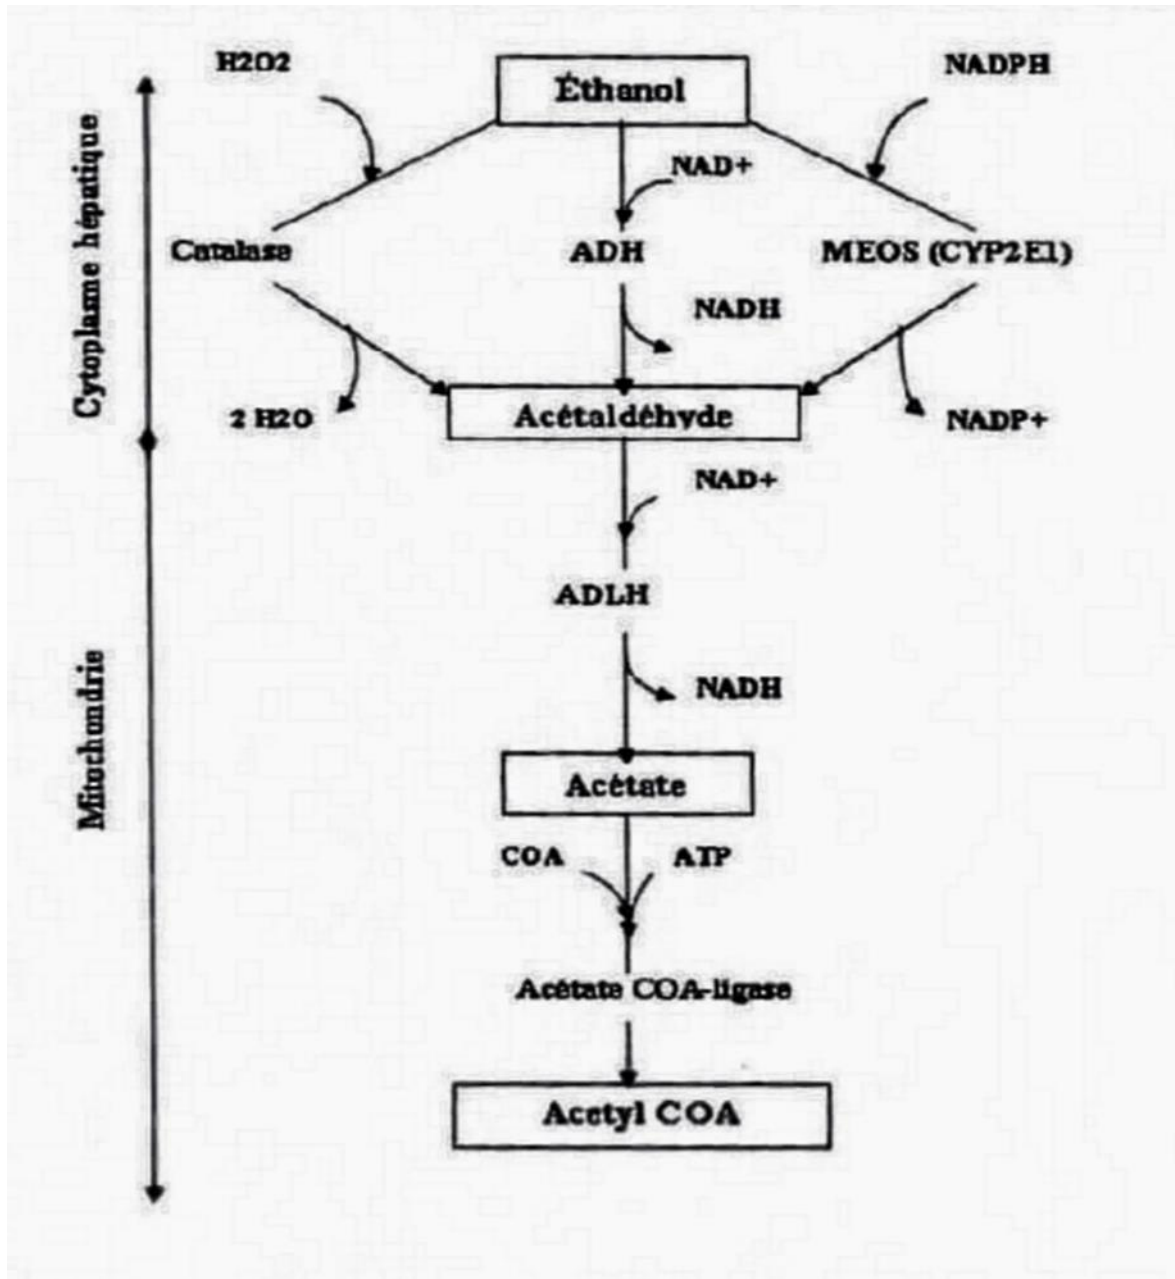 H2O2
Éthanol
NADPH
NAD+
Catalase
ADH
MEOS (CYP2E1)
NADH
2 H2O
Acétaldéhyde
NADP+
Cytoplasme hépatique
NAD+
ADLH
NADH
Mitochondrie
Acétate
COA
ATP
Acétate COA-ligase
Acetyl COA